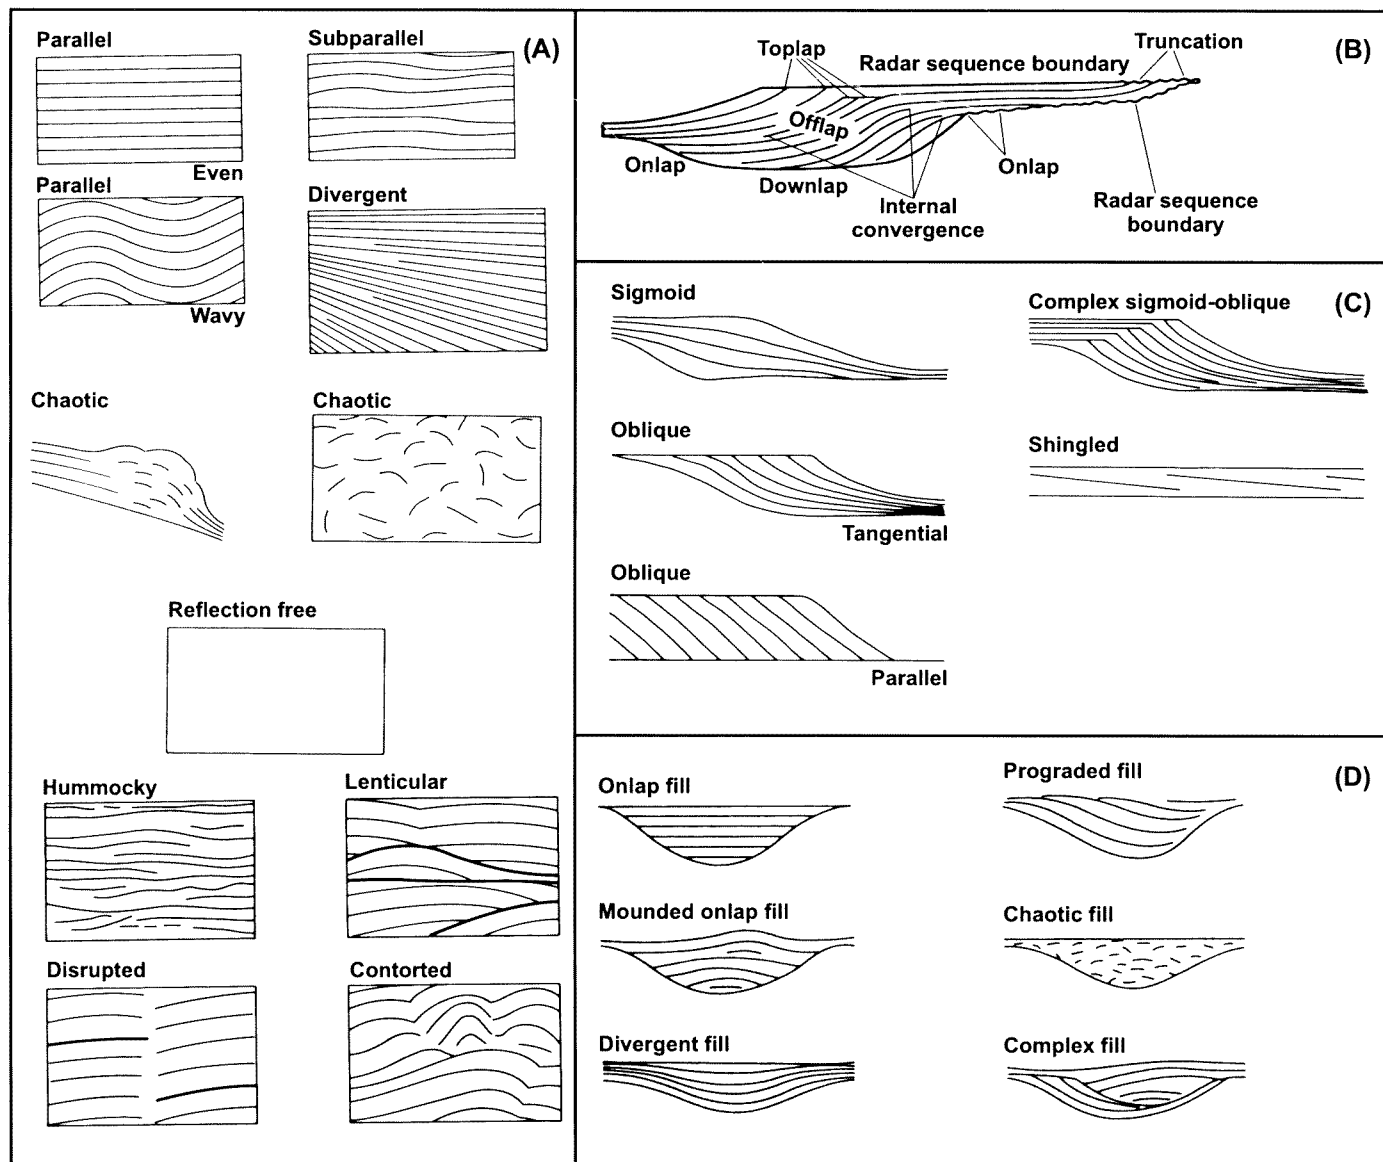 (A)
Parallel
Subparallel
Even
Parallel
Divergent
Wavy
Chaotic
Chaotic
Reflection free
Hummocky
Lenticular
Disrupted
Contorted
(B)
Toplap
Radar sequence boundary
Truncation
Offlap
Onlap
Downlap
Internal
convergence
Onlap
Radar sequence
boundary
(C)
Sigmoid
Complex sigmoid-oblique
Oblique
Shingled
Tangential
Oblique
Parallel
(D)
Onlap fill
Prograded fill
Mounded onlap fill
Chaotic fill
Divergent fill
Complex fill